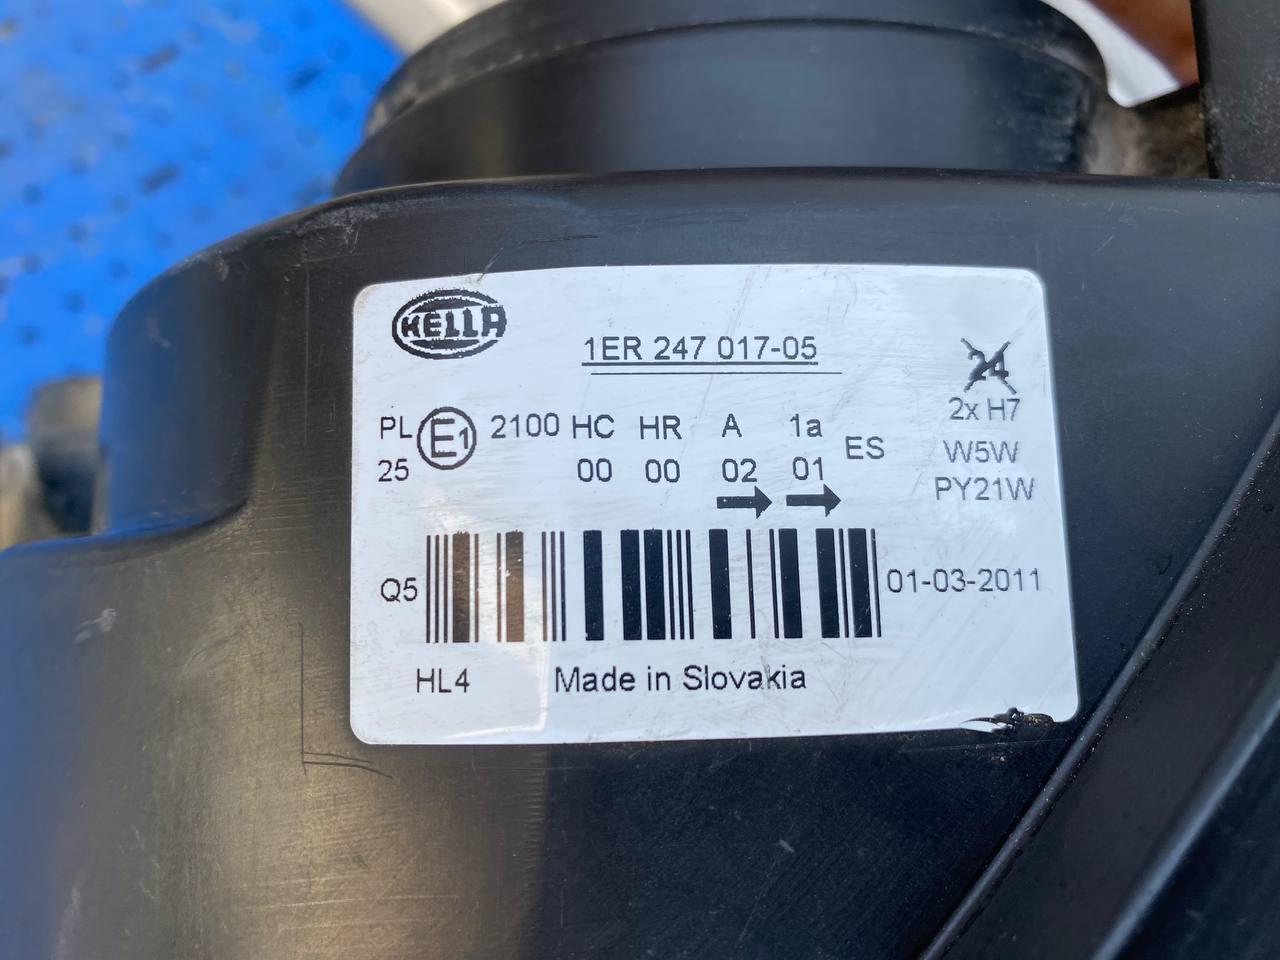 HELLA
1ER 247 017-05
24
2x H7
PL E1 2100 HC HR A 1a ES W5W
25 00 00 02 01 PY21W
Q5 01-03-2011
HL4 Made in Slovakia